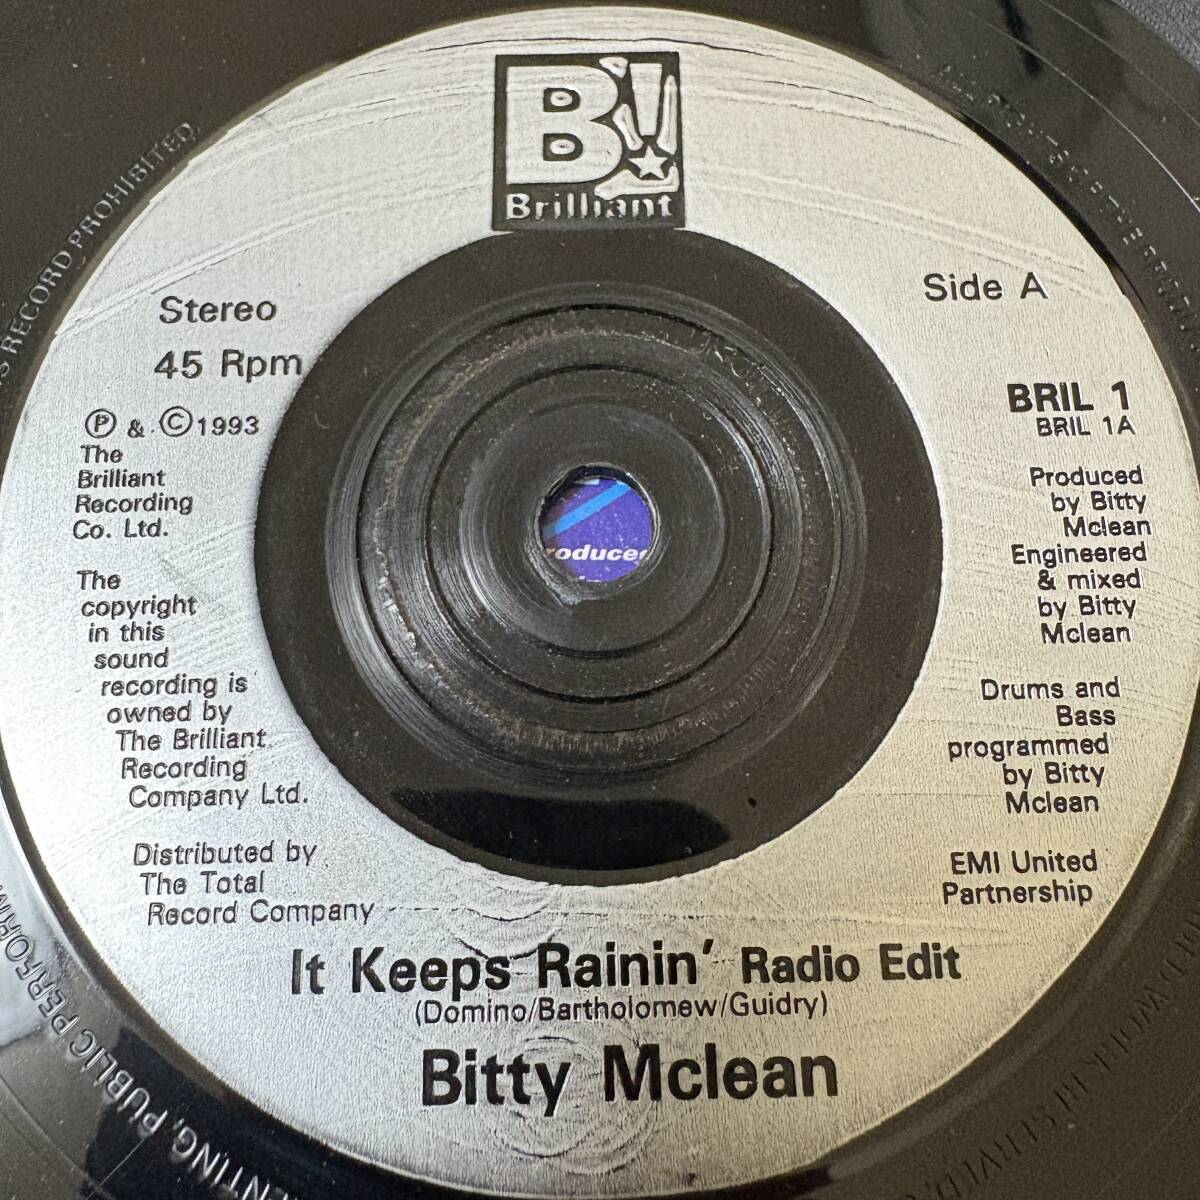 B!
Brilliant
Stereo
45 Rpm
Ⓟ & ©1993
The
Brilliant
Recording
Co. Ltd.
The
copyright
in this
sound
recording is
owned by
The Brilliant
Recording
Company Ltd.
Distributed by
The Total
Record Company
Side A
BRIL 1
BRIL 1A
Produced
by Bitty
Mclean
Engineered
& mixed
by Bitty
Mclean
Drums and
Bass
programmed
by Bitty
Mclean
EMI United
Partnership
It Keeps Rainin' Radio Edit
(Domino/Bartholomew/Guidry)
Bitty Mclean
RECORD PROHIBITED
PUBLIC